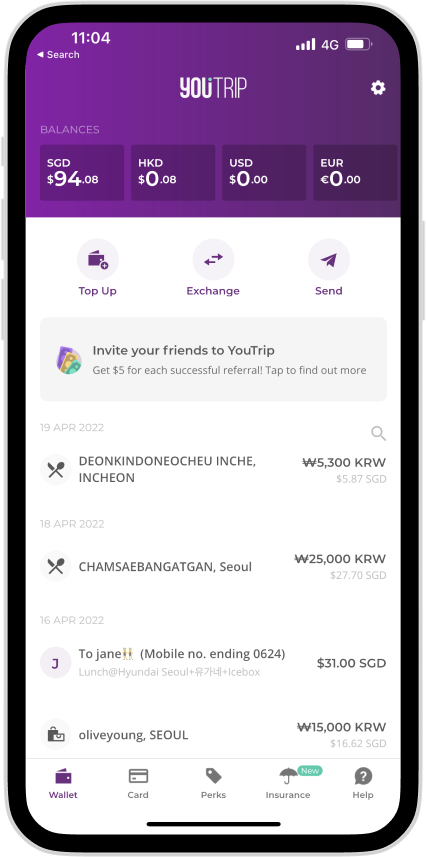 11:04
4G
◀ Search
YOUTRIP
BALANCES
SGD
$94.08
HKD
$0.08
USD
$0.00
EUR
€0.00
Top Up
Exchange
Send
Invite your friends to YouTrip
Get $5 for each successful referral! Tap to find out more
19 APR 2022
DEONKINDONEOCHEU INCHE,
INCHEON
₩5,300 KRW
$5.87 SGD
18 APR 2022
CHAMSAEBANGATGAN, Seoul
₩25,000 KRW
$27.70 SGD
16 APR 2022
J
To jane👯 (Mobile no. ending 0624)
Lunch@Hyundai Seoul+유가네+Icebox
$31.00 SGD
oliveyoung, SEOUL
₩15,000 KRW
$16.62 SGD
New
Wallet
Card
Perks
Insurance
Help